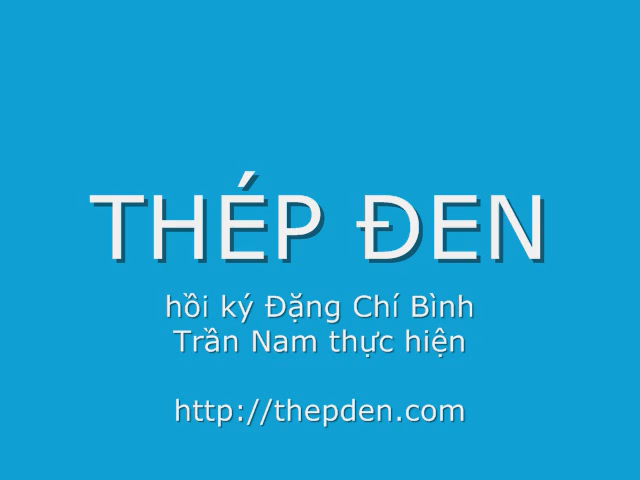 THÉP ĐEN
hồi ký Đặng Chí Bình
Trần Nam thực hiện
http://thepden.com